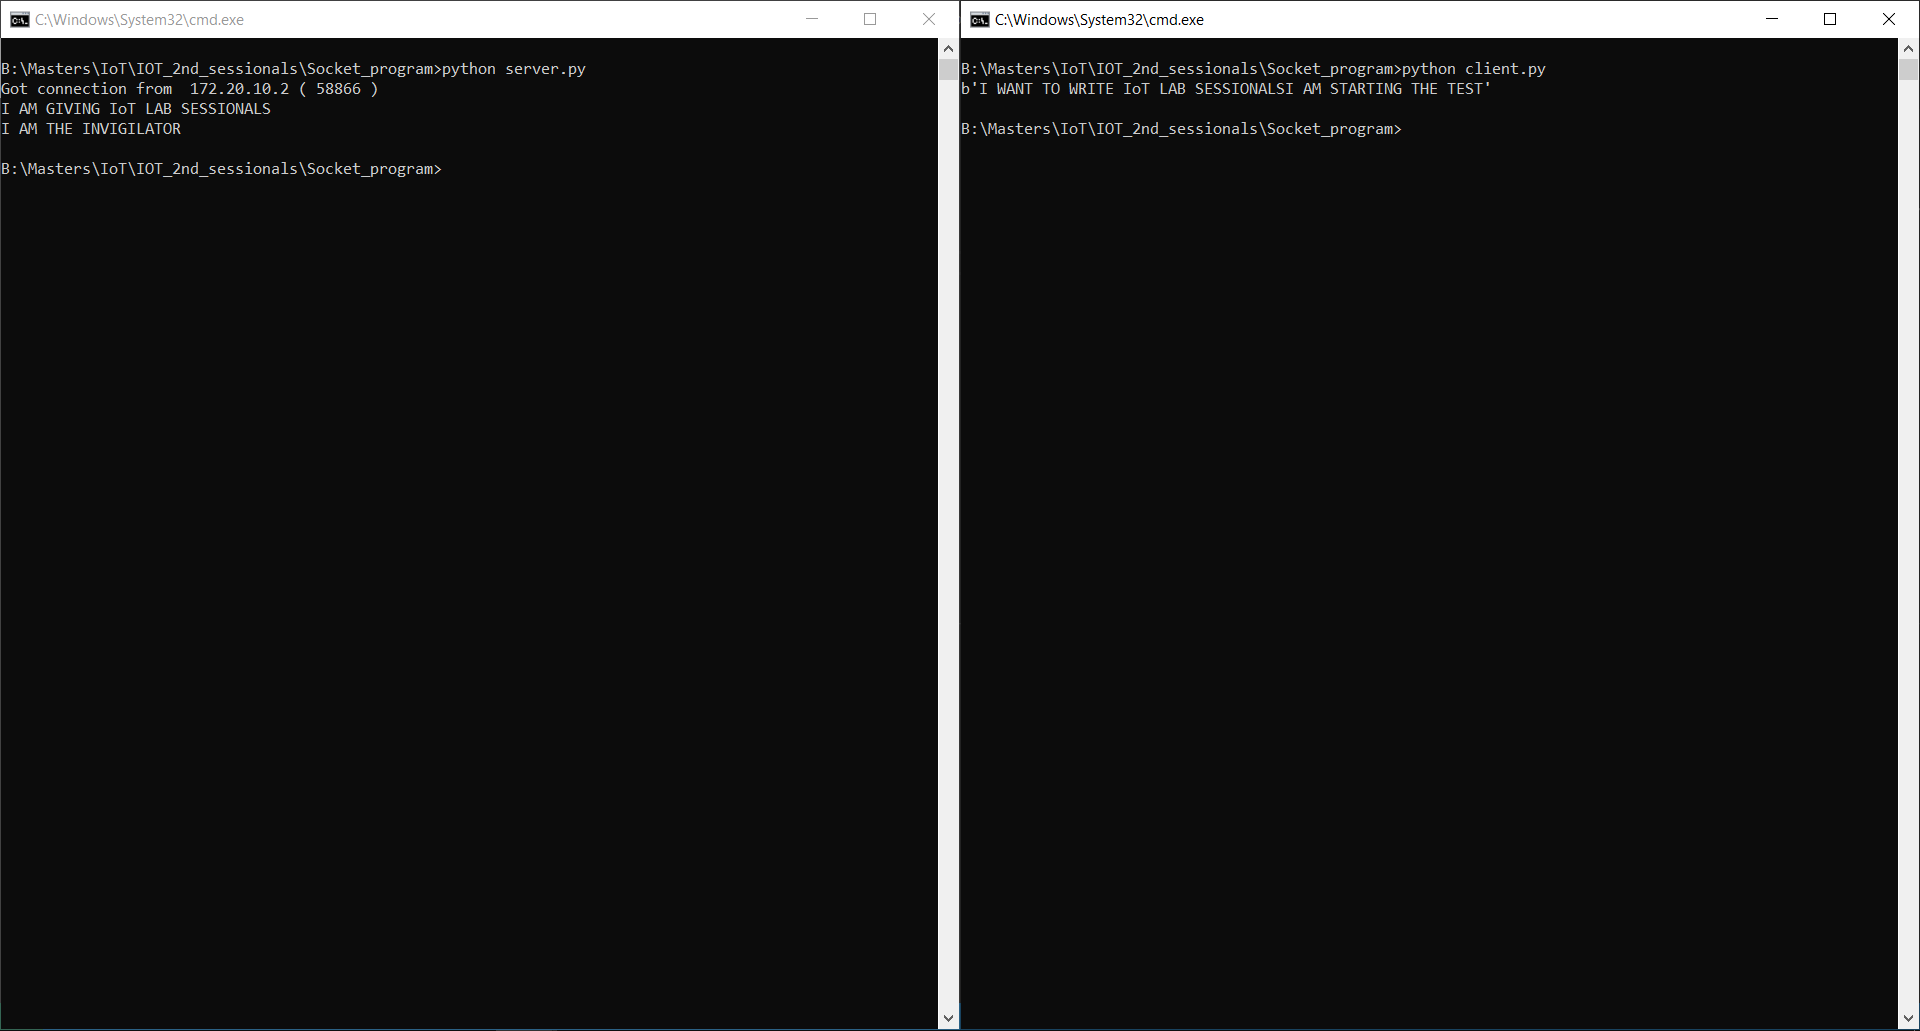 C:\Windows\System32\cmd.exe
B:\Masters\IoT\IOT_2nd_sessionals\Socket_program>python server.py
Got connection from  172.20.10.2 ( 58866 )
I AM GIVING IoT LAB SESSIONALS
I AM THE INVIGILATOR
B:\Masters\IoT\IOT_2nd_sessionals\Socket_program>
C:\Windows\System32\cmd.exe
B:\Masters\IoT\IOT_2nd_sessionals\Socket_program>python client.py
b'I WANT TO WRITE IoT LAB SESSIONALSI AM STARTING THE TEST'
B:\Masters\IoT\IOT_2nd_sessionals\Socket_program>